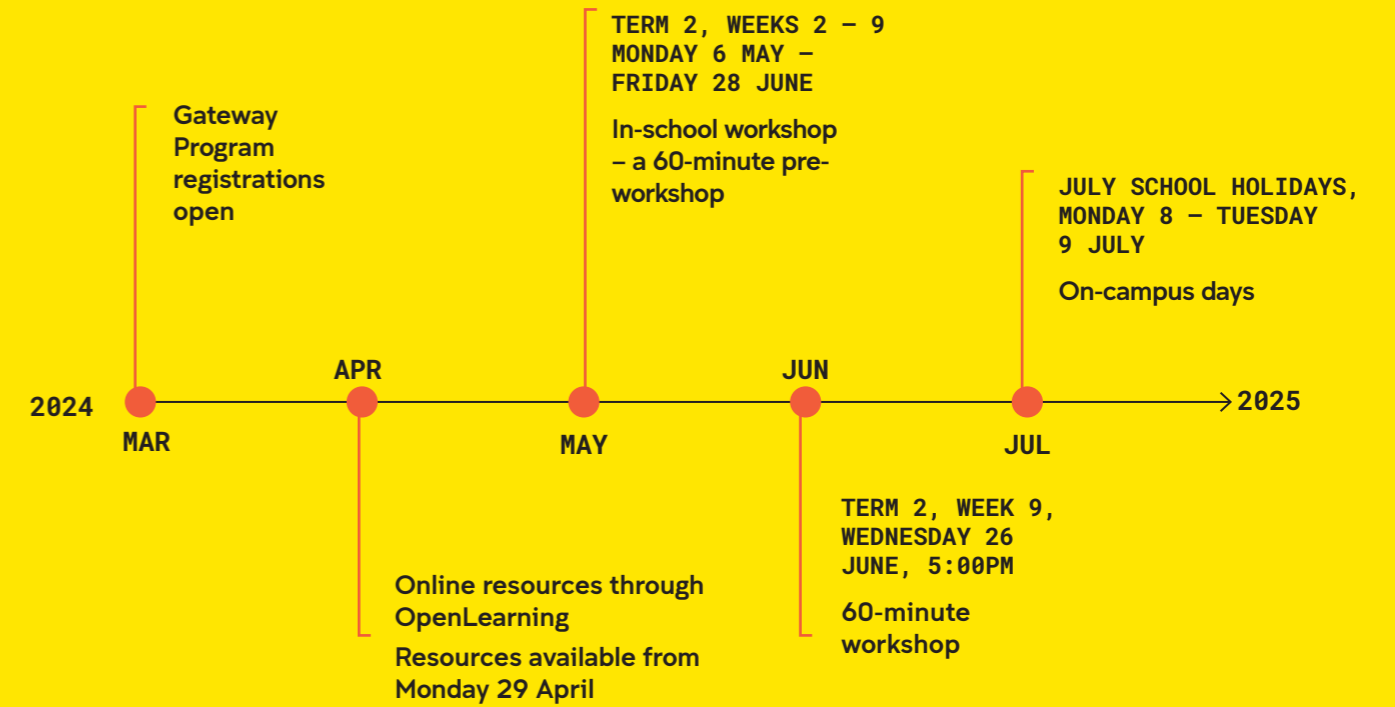 2024
MAR
Gateway
Program
registrations
open
APR
Online resources through
OpenLearning
Resources available from
Monday 29 April
MAY
TERM 2, WEEKS 2 – 9
MONDAY 6 MAY –
FRIDAY 28 JUNE
In-school workshop
– a 60-minute pre-
workshop
JUN
TERM 2, WEEK 9,
WEDNESDAY 26
JUNE, 5:00PM
60-minute
workshop
JUL
JULY SCHOOL HOLIDAYS,
MONDAY 8 – TUESDAY
9 JULY
On-campus days
2025